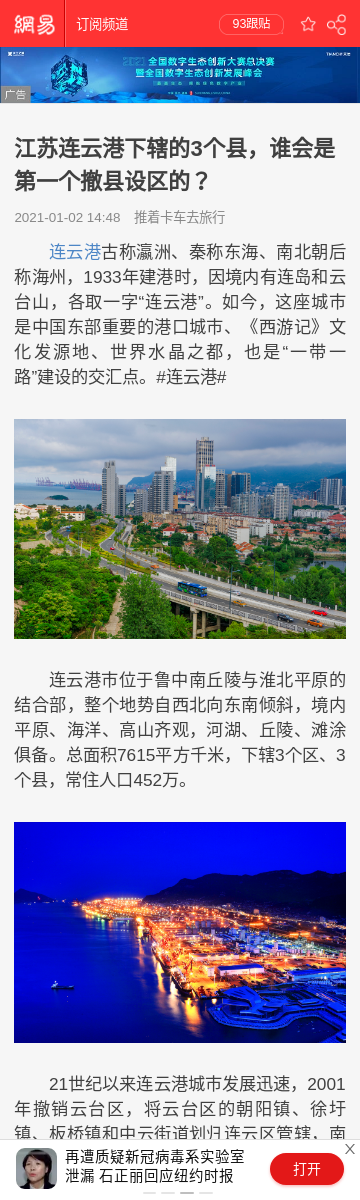 網易
订阅频道
93跟贴
2023全国数字生态创新大赛总决赛
暨全国数字生态创新发展峰会
广告
江苏连云港下辖的3个县，谁会是
第一个撤县设区的？
2021-01-02 14:48 推着卡车去旅行
连云港古称瀛洲、秦称东海、南北朝后
称海州，1933年建港时，因境内有连岛和云
台山，各取一字“连云港”。如今，这座城市
是中国东部重要的港口城市、《西游记》文
化发源地、世界水晶之都，也是“一带一
路”建设的交汇点。#连云港#
连云港市位于鲁中南丘陵与淮北平原的
结合部，整个地势自西北向东南倾斜，境内
平原、海洋、高山齐观，河湖、丘陵、滩涂
俱备。总面积7615平方千米，下辖3个区、3
个县，常住人口452万。
21世纪以来连云港城市发展迅速，2001
年撤销云台区，将云台区的朝阳镇、徐圩
镇、板桥镇和中云街道划归连云区管辖，南
再遭质疑新冠病毒系实验室
泄漏 石正丽回应纽约时报
打开
X